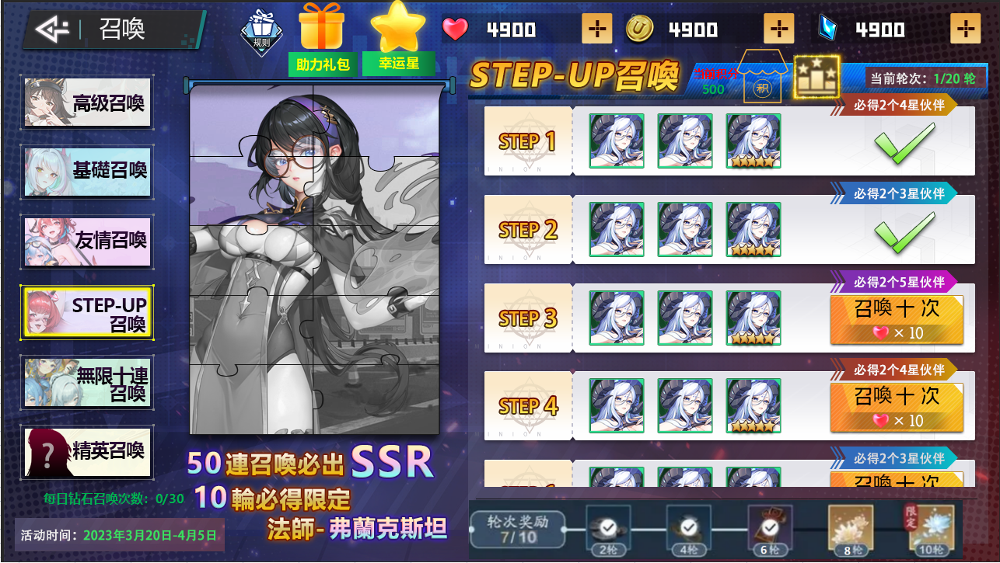 召喚
规则
助力礼包
幸运星
4900
4900
4900
高级召喚
基礎召喚
友情召喚
STEP-UP
召喚
無限十連
召喚
?
精英召喚
每日钻石召唤次数：0/30
活动时间：2023年3月20日-4月5日
50連召喚必出SSR
10輪必得限定
法師-弗蘭克斯坦
STEP-UP召喚
当前积分
500
积
当前轮次：1/20 轮
STEP 1
INION
必得2个4星伙伴
STEP 2
INION
必得2个3星伙伴
STEP 3
INION
必得2个5星伙伴
召喚十次
×10
STEP 4
INION
必得2个4星伙伴
召喚十次
×10
必得2个3星伙伴
召喚十次
轮次奖励
7/10
2轮
4轮
6轮
8轮
限定
10轮